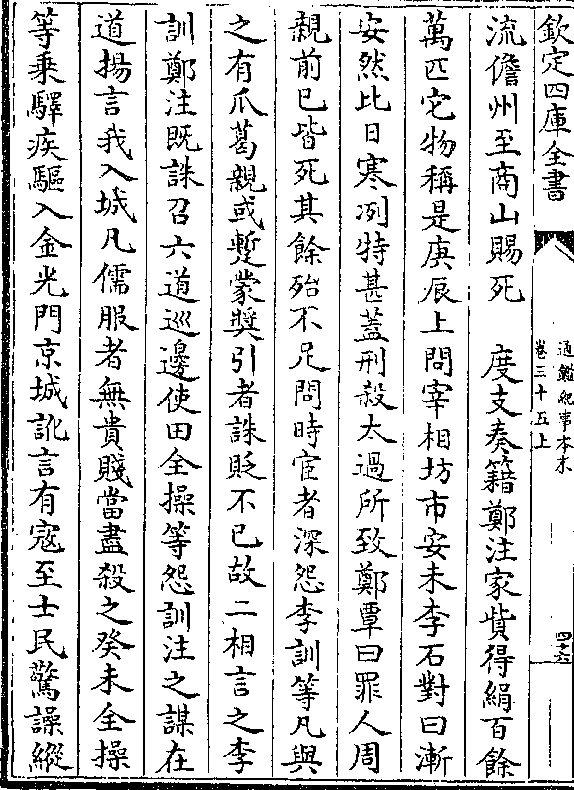 欽定四庫全書
通鑑紀事本末
卷三十五上
四十六
流儋州至商山賜死　度支奏籍鄭注家貲得絹百餘
萬匹它物稱是庚辰上問宰相坊市安未李石對曰漸
安然比日寒冽特甚蓋刑殺太過所致鄭覃曰罪人周
親前已皆死其餘殆不足問時宦者深怨李訓等凡與
之有瓜葛親或蹔蒙奬引者誅貶不已故二相言之李
訓鄭注既誅召六道巡邊使田全操等怨訓注之謀在
道揚言我入城凡儒服者無貴賤當盡殺之癸未全操
等乗驛疾驅入金光門京城訛言有寇至士民驚譟縱